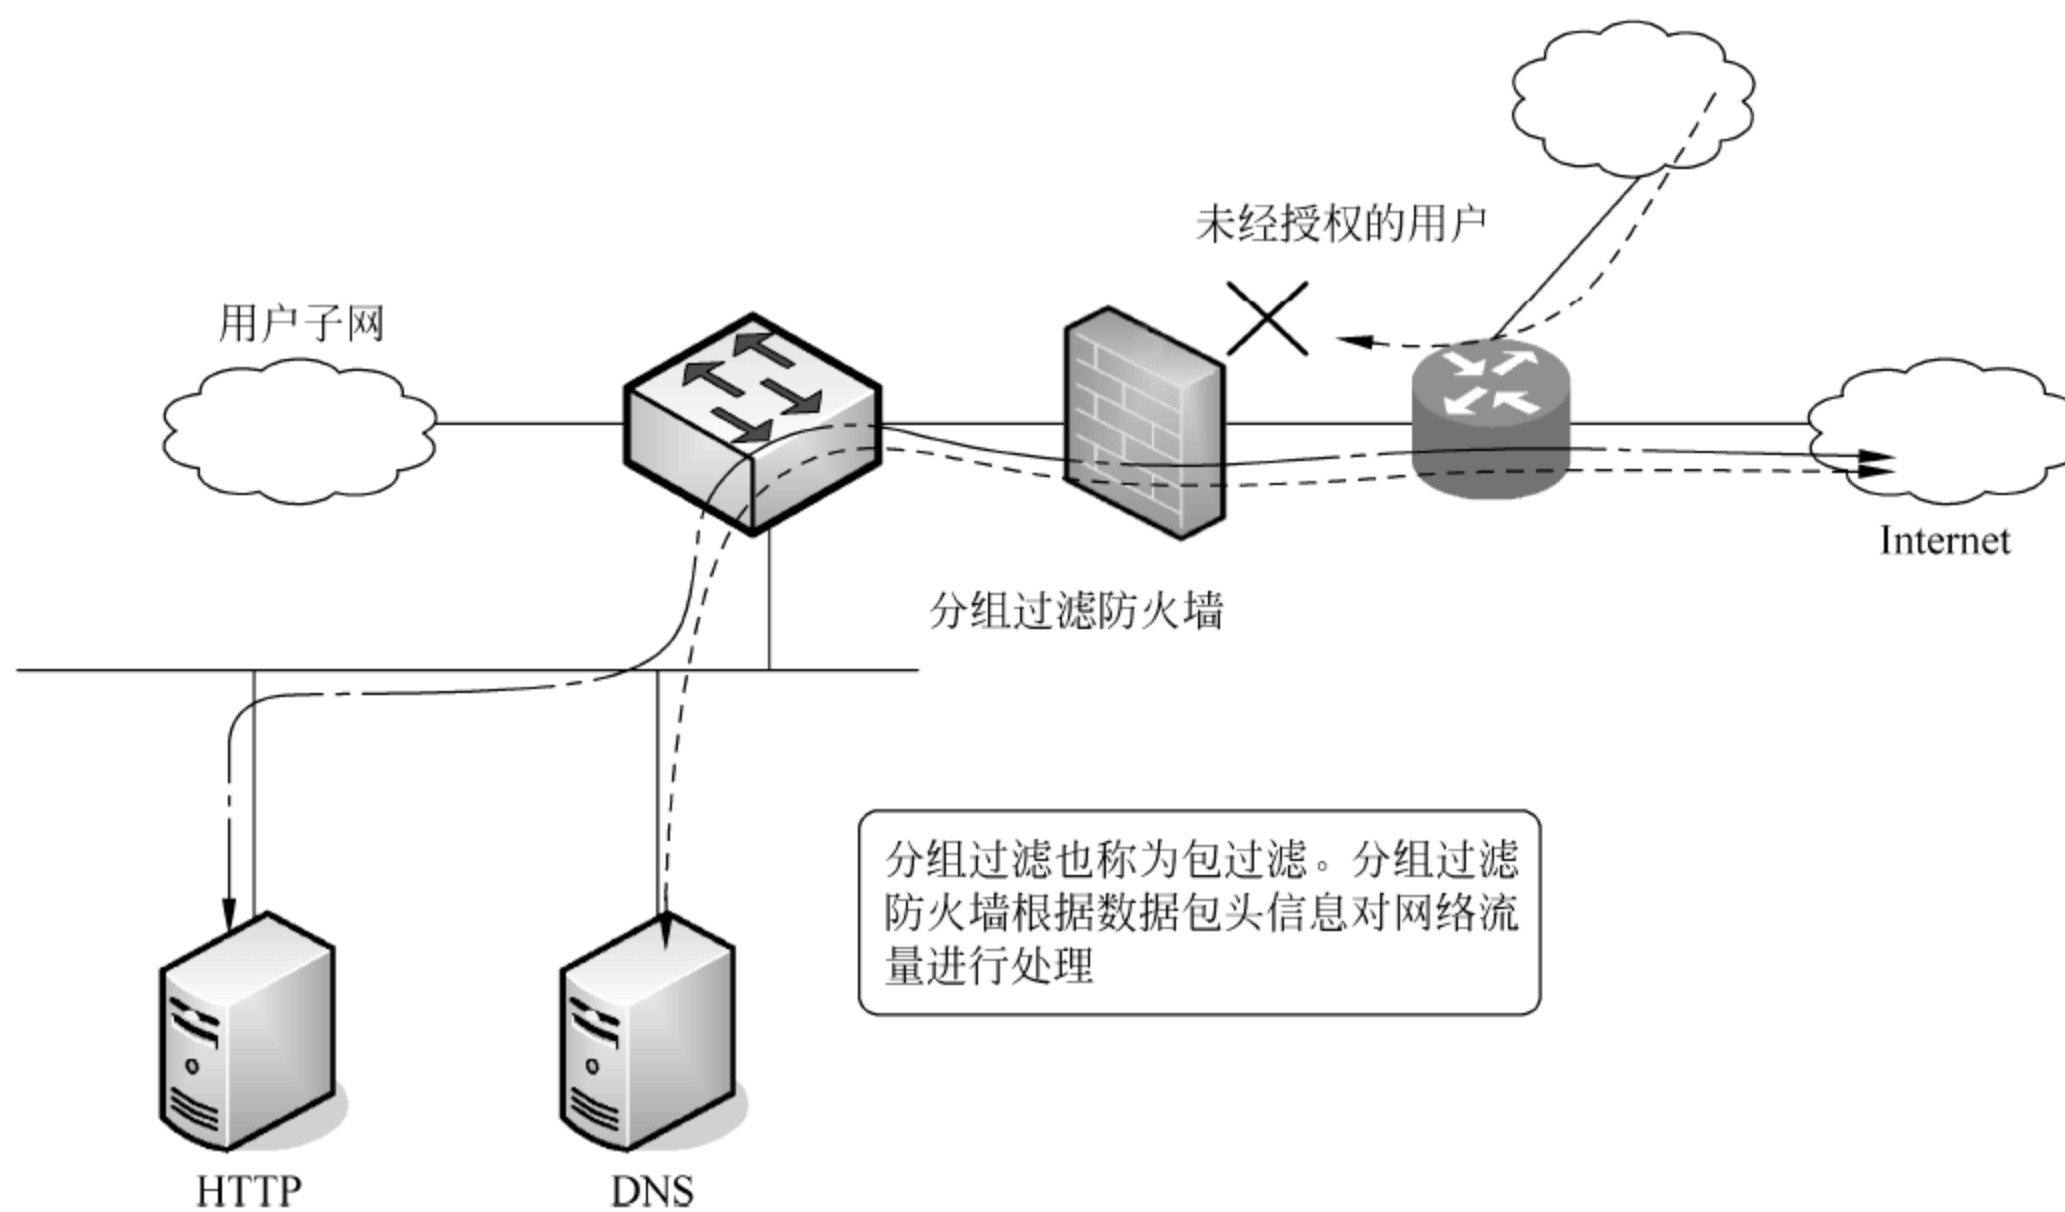 未经授权的用户
用户子网
Internet
分组过滤防火墙
分组过滤也称为包过滤。分组过滤
防火墙根据数据包头信息对网络流
量进行处理
HTTP
DNS